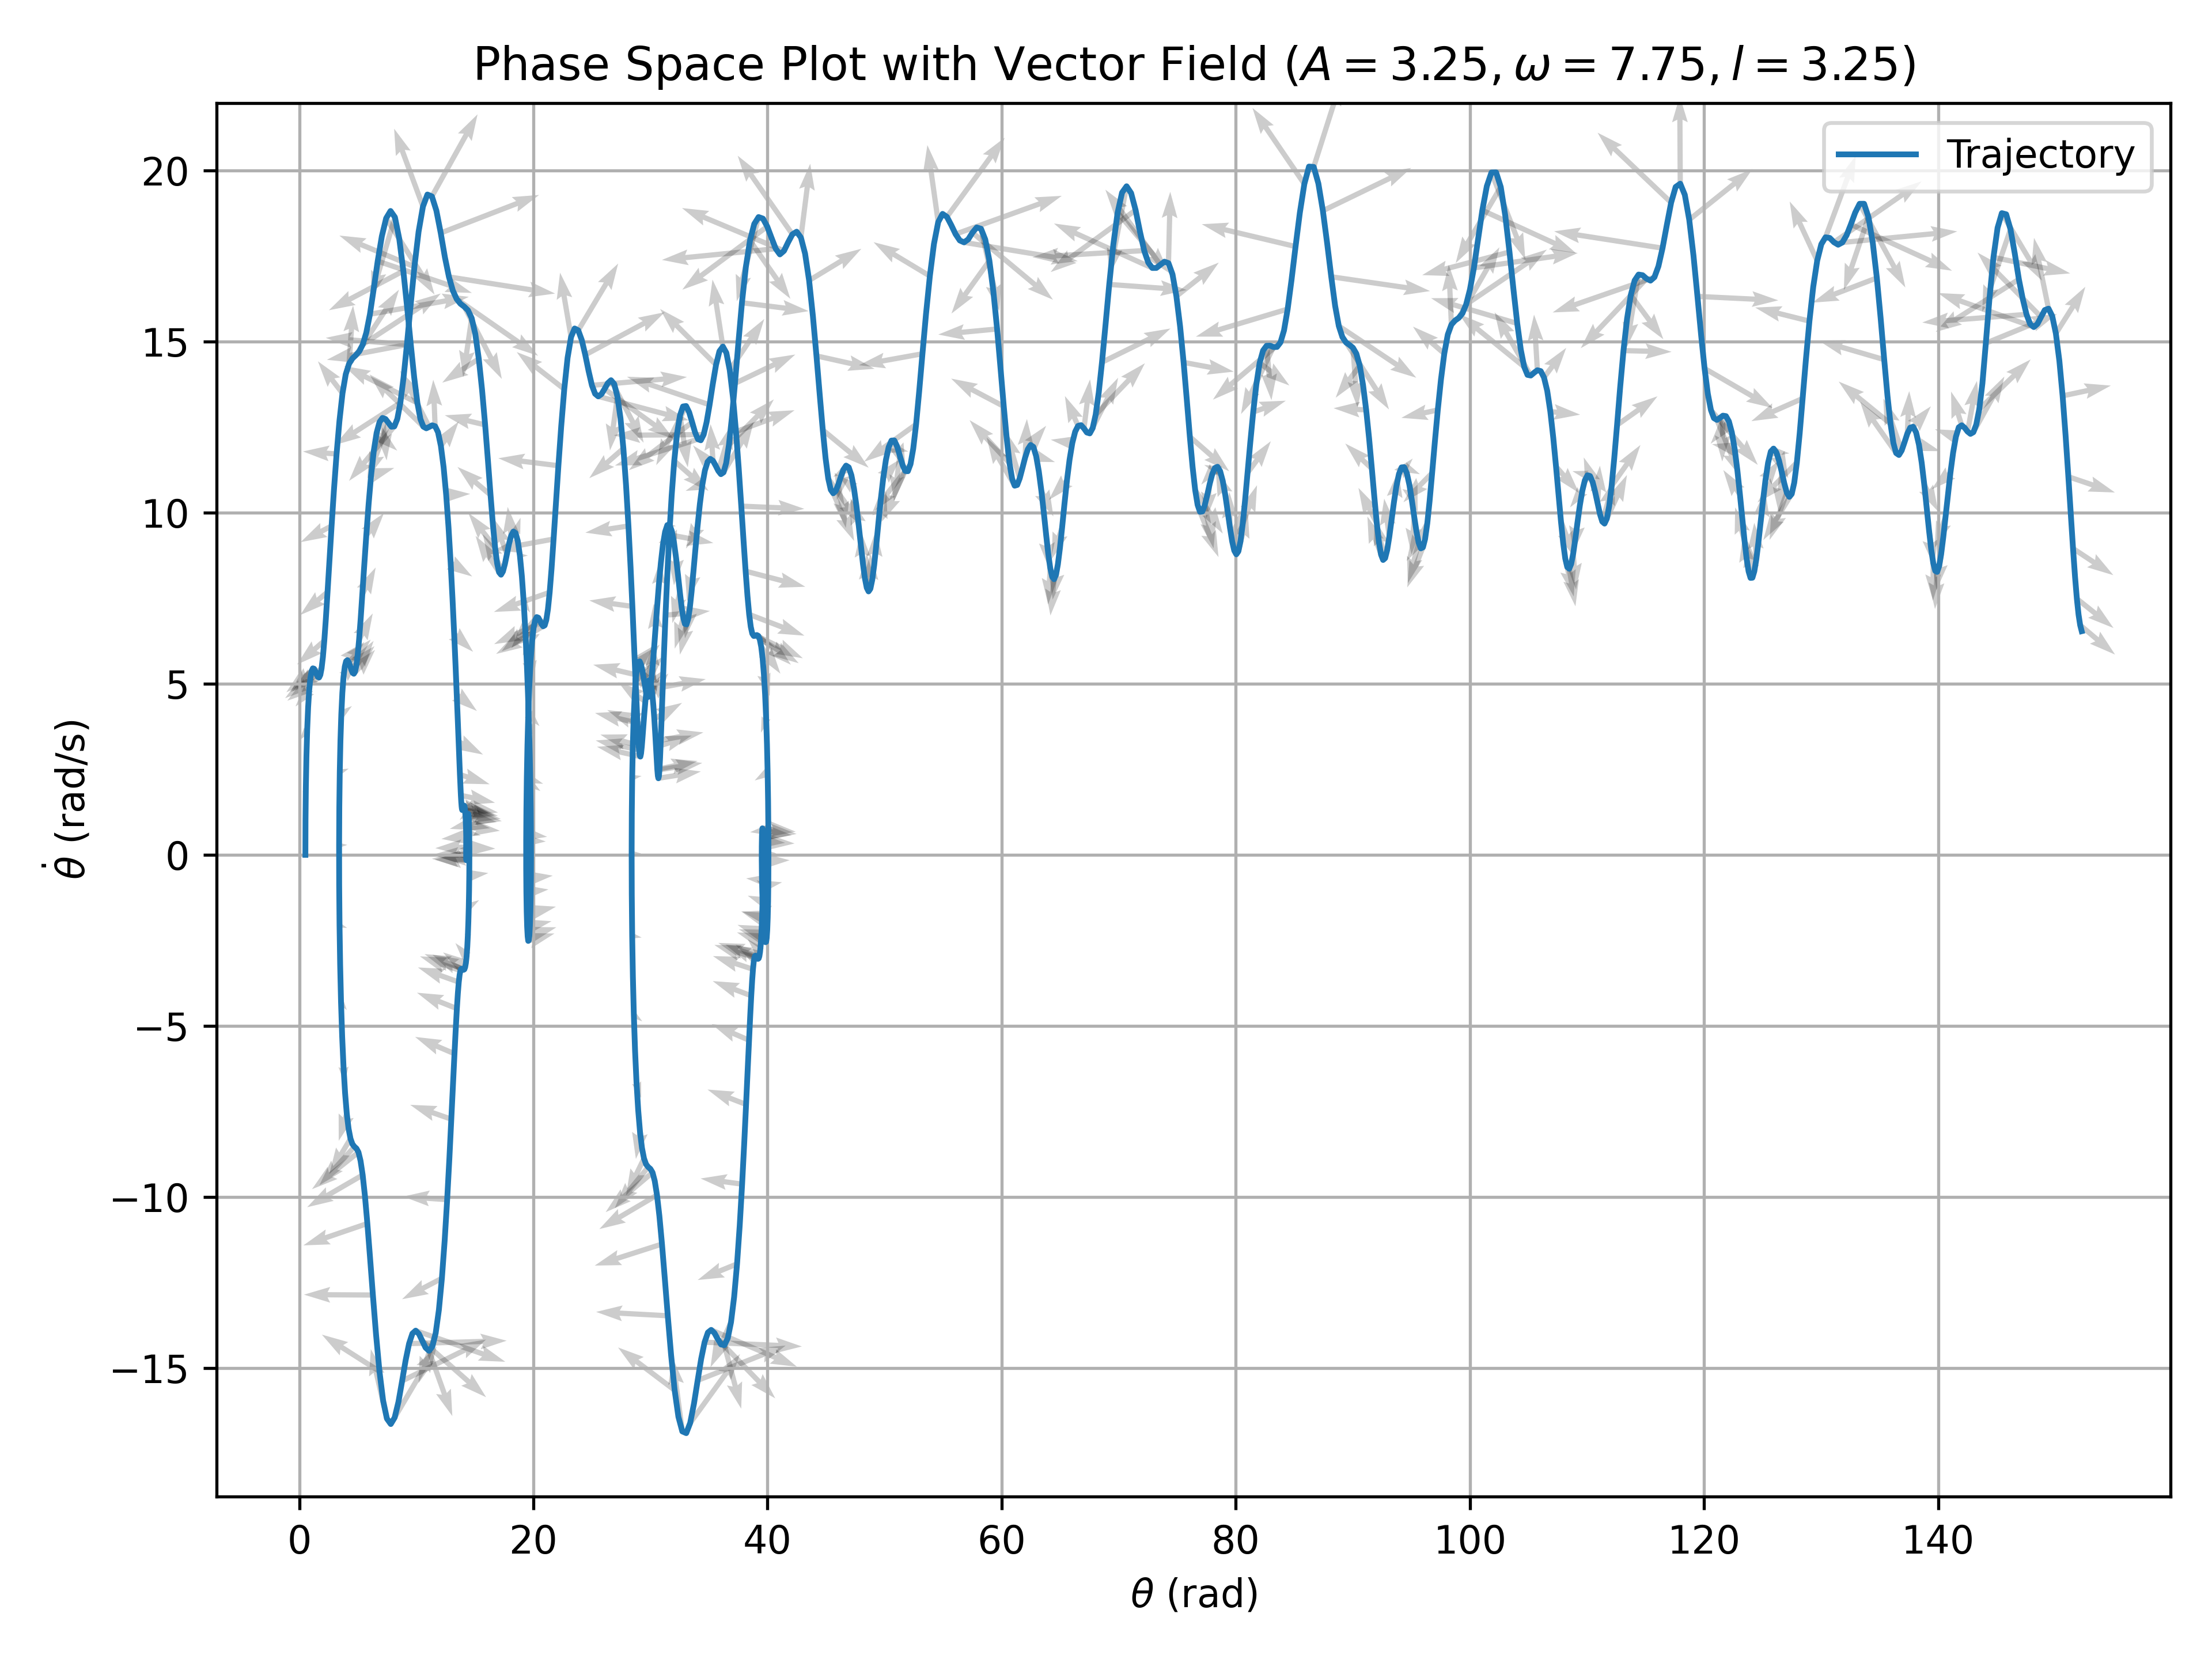 Phase Space Plot with Vector Field (A = 3.25, ω = 7.75, l = 3.25)
Trajectory
20
15
10
5
0
−5
−10
−15
θ̇ (rad/s)
0 20 40 60 80 100 120 140
θ (rad)